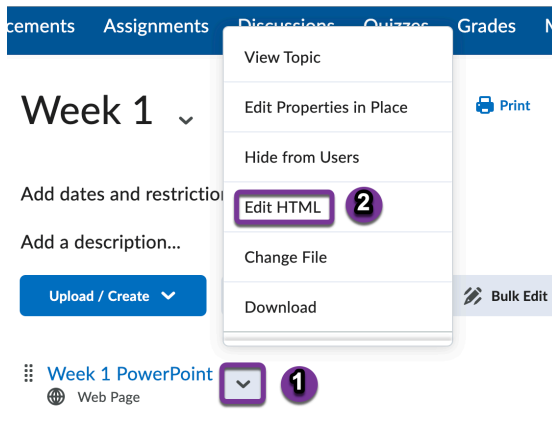 cements Assignments Discussions Quizzes Grades
View Topic
Week 1
Edit Properties in Place
Print
Hide from Users
Add dates and restriction
Edit HTML
2
Add a description...
Change File
Upload / Create
Download
Bulk Edit
Week 1 PowerPoint
1
Web Page